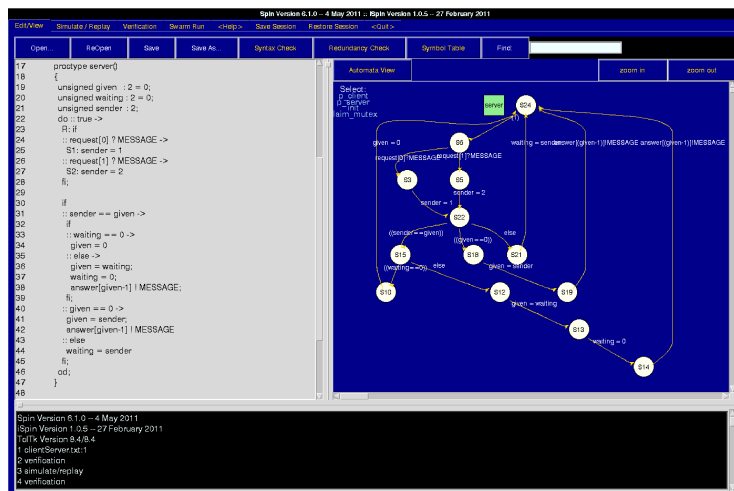 Spin Version 6.1.0 -- 4 May 2011 :: iSpin Version 1.0.5 -- 27 February 2011
Edit/View Simulate / Replay Verification Swarm Run <Help> Save Session Restore Session <Quit>
Open... ReOpen Save Save As... Syntax Check Redundancy Check Symbol Table Find:
Automata View zoom in zoom out
17 proctype server()
18 {
19 unsigned given : 2 = 0;
20 unsigned waiting : 2 = 0;
21 unsigned sender : 2;
22 do :: true ->
23 R: if
24 :: request[0] ? MESSAGE ->
25 S1: sender = 1
26 :: request[1] ? MESSAGE ->
27 S2: sender = 2
28 fi;
29
30 if
31 :: sender == given ->
32 if
33 :: waiting == 0 ->
34 given = 0
35 :: else ->
36 given = waiting;
37 waiting = 0;
38 answer[given-1] ! MESSAGE;
39 fi;
40 :: given == 0 ->
41 given = sender;
42 answer[given-1] ! MESSAGE
43 :: else
44 waiting = sender
45 fi;
46 od;
47 }
48
Select:
p_client
p_server
_init
laim_mutex
server
S24
(1)
given = 0
S6
waiting = sender
answer[(given-1)]!MESSAGE
answer[(given-1)]!MESSAGE
request[0]?MESSAGE
request[1]?MESSAGE
S3
S5
sender = 2
sender = 1
S22
((sender==given))
((given==0))
else
S15
S18
S21
((waiting==0))
else
given = sender
S10
S12
S19
given = waiting
S13
waiting = 0
S14
Spin Version 6.1.0 -- 4 May 2011
iSpin Version 1.0.5 -- 27 February 2011
TclTk Version 8.4/8.4
1 clientServer.txt:1
2 verification
3 simulate/replay
4 verification